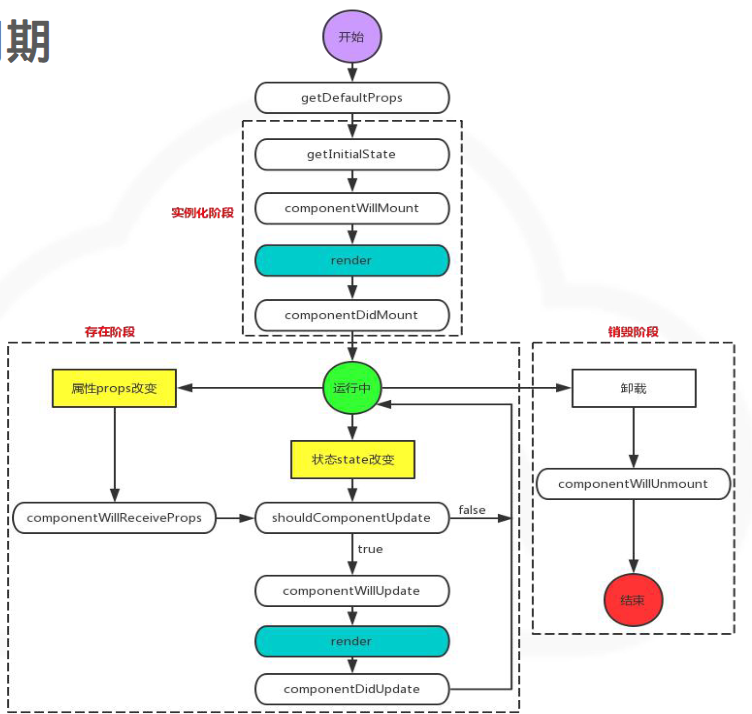 期
开始
getDefaultProps
getInitialState
componentWillMount
实例化阶段
render
componentDidMount
存在阶段
销毁阶段
属性props改变
运行中
卸载
状态state改变
componentWillReceiveProps
shouldComponentUpdate
false
componentWillUnmount
true
componentWillUpdate
结束
render
componentDidUpdate